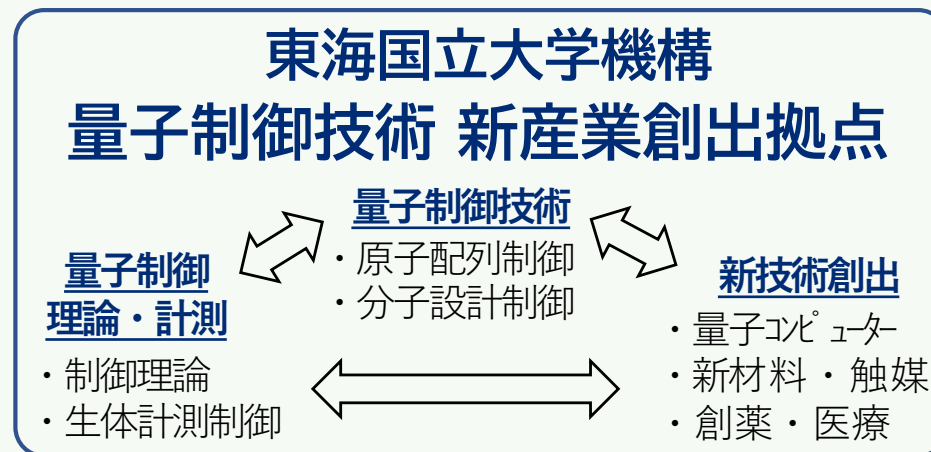 東海国立大学機構
量子制御技術 新産業創出拠点
量子制御技術
・原子配列制御
・分子設計制御
量子制御
理論・計測
・制御理論
・生体計測制御
新技術創出
・量子ｺﾝﾋﾟｭｰﾀｰ
・新材料・触媒
・創薬・医療